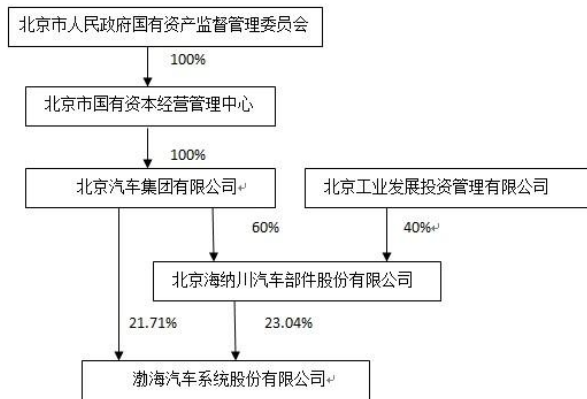 北京市人民政府国有资产监督管理委员会
100%
北京市国有资本经营管理中心
100%
北京汽车集团有限公司
北京工业发展投资管理有限公司
60%
40%
北京海纳川汽车部件股份有限公司
21.71%
23.04%
渤海汽车系统股份有限公司